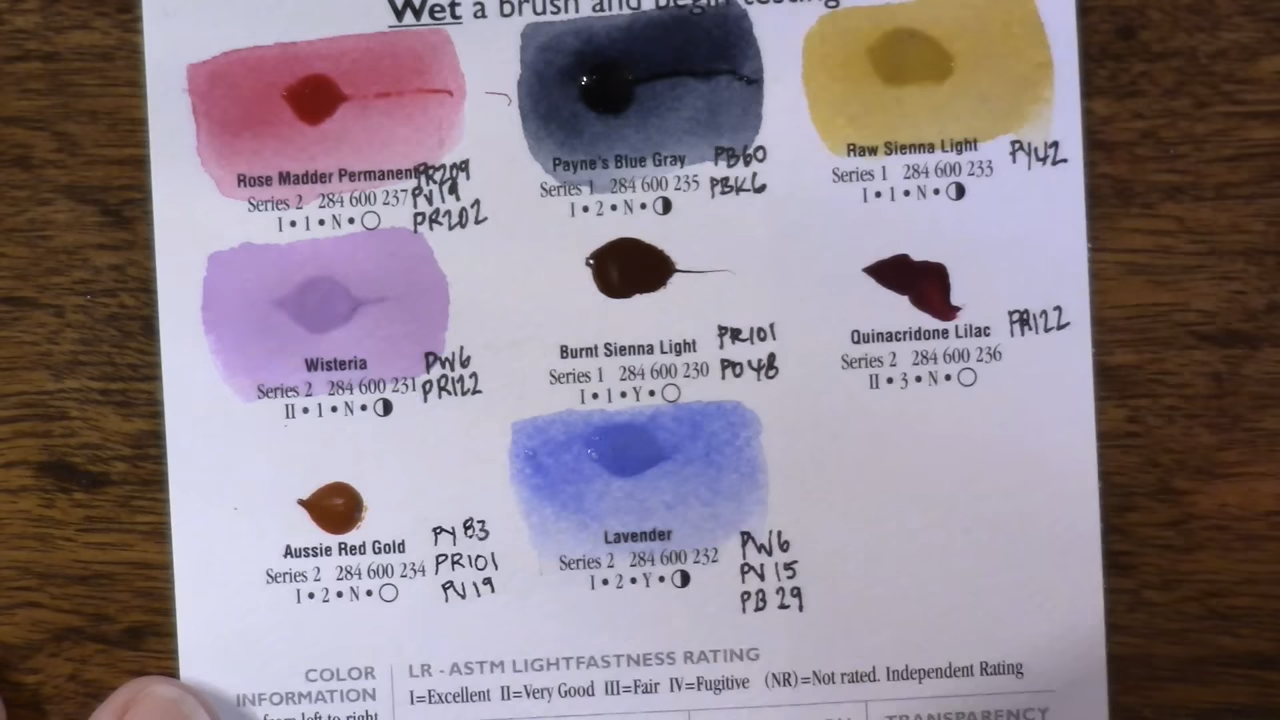 Wet a brush and begin testing
Rose Madder Permanent PR209
Series 2 284 600 237 PV19
I • 1 • N • ○ PR202
Payne's Blue Gray PB60
Series 1 284 600 235 PBK6
I • 2 • N • ◑
Raw Sienna Light PY42
Series 1 284 600 233
I • 1 • N • ◑
Wisteria PW6
Series 2 284 600 231 PR122
II • 1 • N • ◑
Burnt Sienna Light PR101
Series 1 284 600 230 PO48
I • 1 • Y • ○
Quinacridone Lilac PR122
Series 2 284 600 236
II • 3 • N • ○
Aussie Red Gold PY83
Series 2 284 600 234 PR101
I • 2 • N • ○ PV19
Lavender PW6
Series 2 284 600 232 PV15
I • 2 • Y • ◑ PB29
COLOR
INFORMATION
from left to right
LR - ASTM LIGHTFASTNESS RATING
I=Excellent II=Very Good III=Fair IV=Fugitive (NR)=Not rated. Independent Rating
TRANSPARENCY